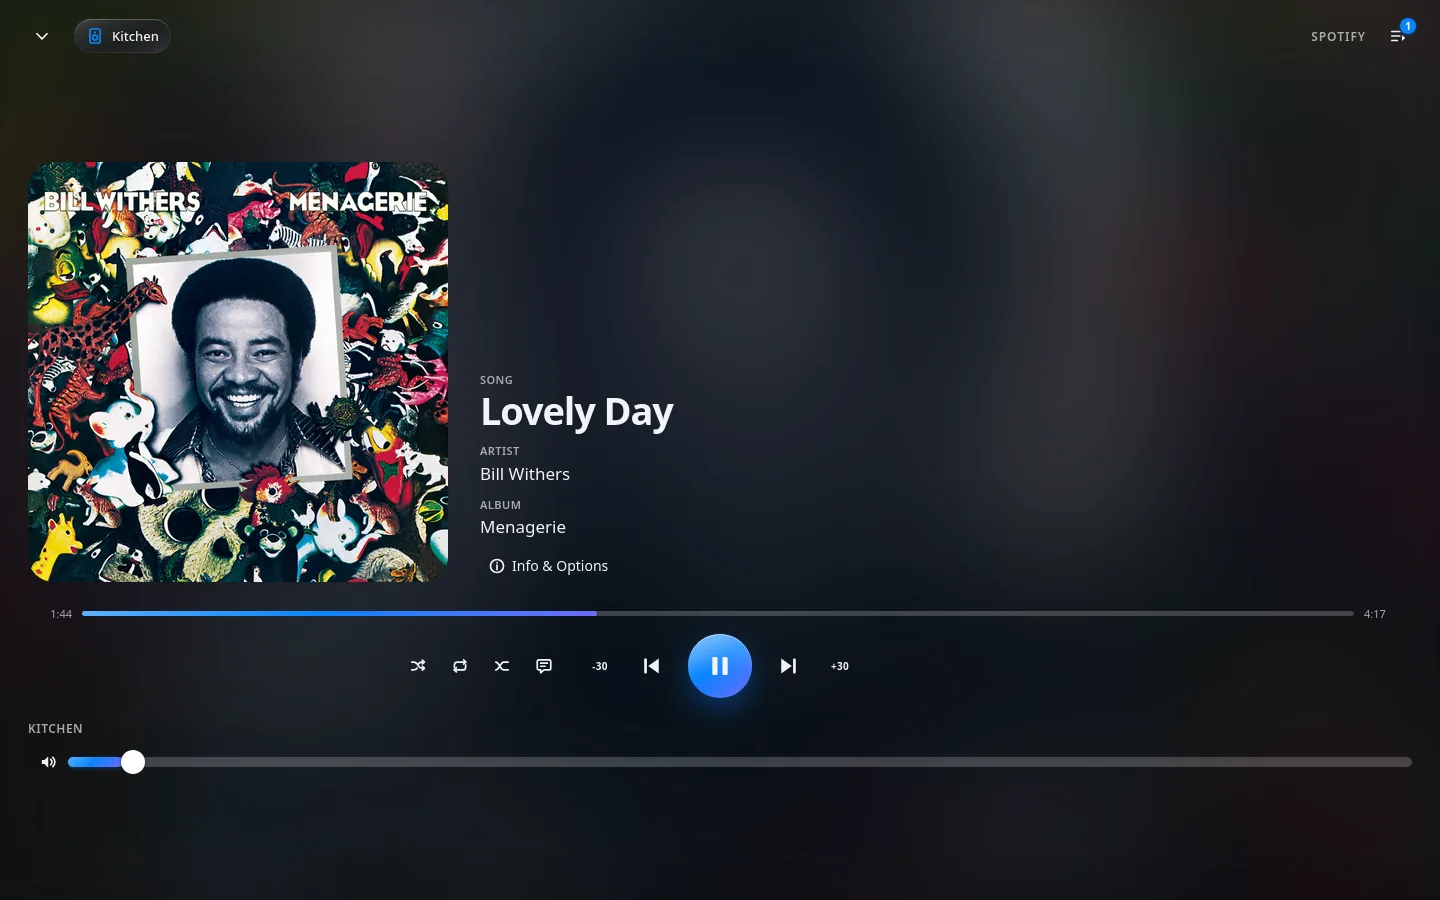 Kitchen
SPOTIFY
1
BILL WITHERS
MENAGERIE
SONG
Lovely Day
ARTIST
Bill Withers
ALBUM
Menagerie
Info & Options
1:44
4:17
-30
+30
KITCHEN